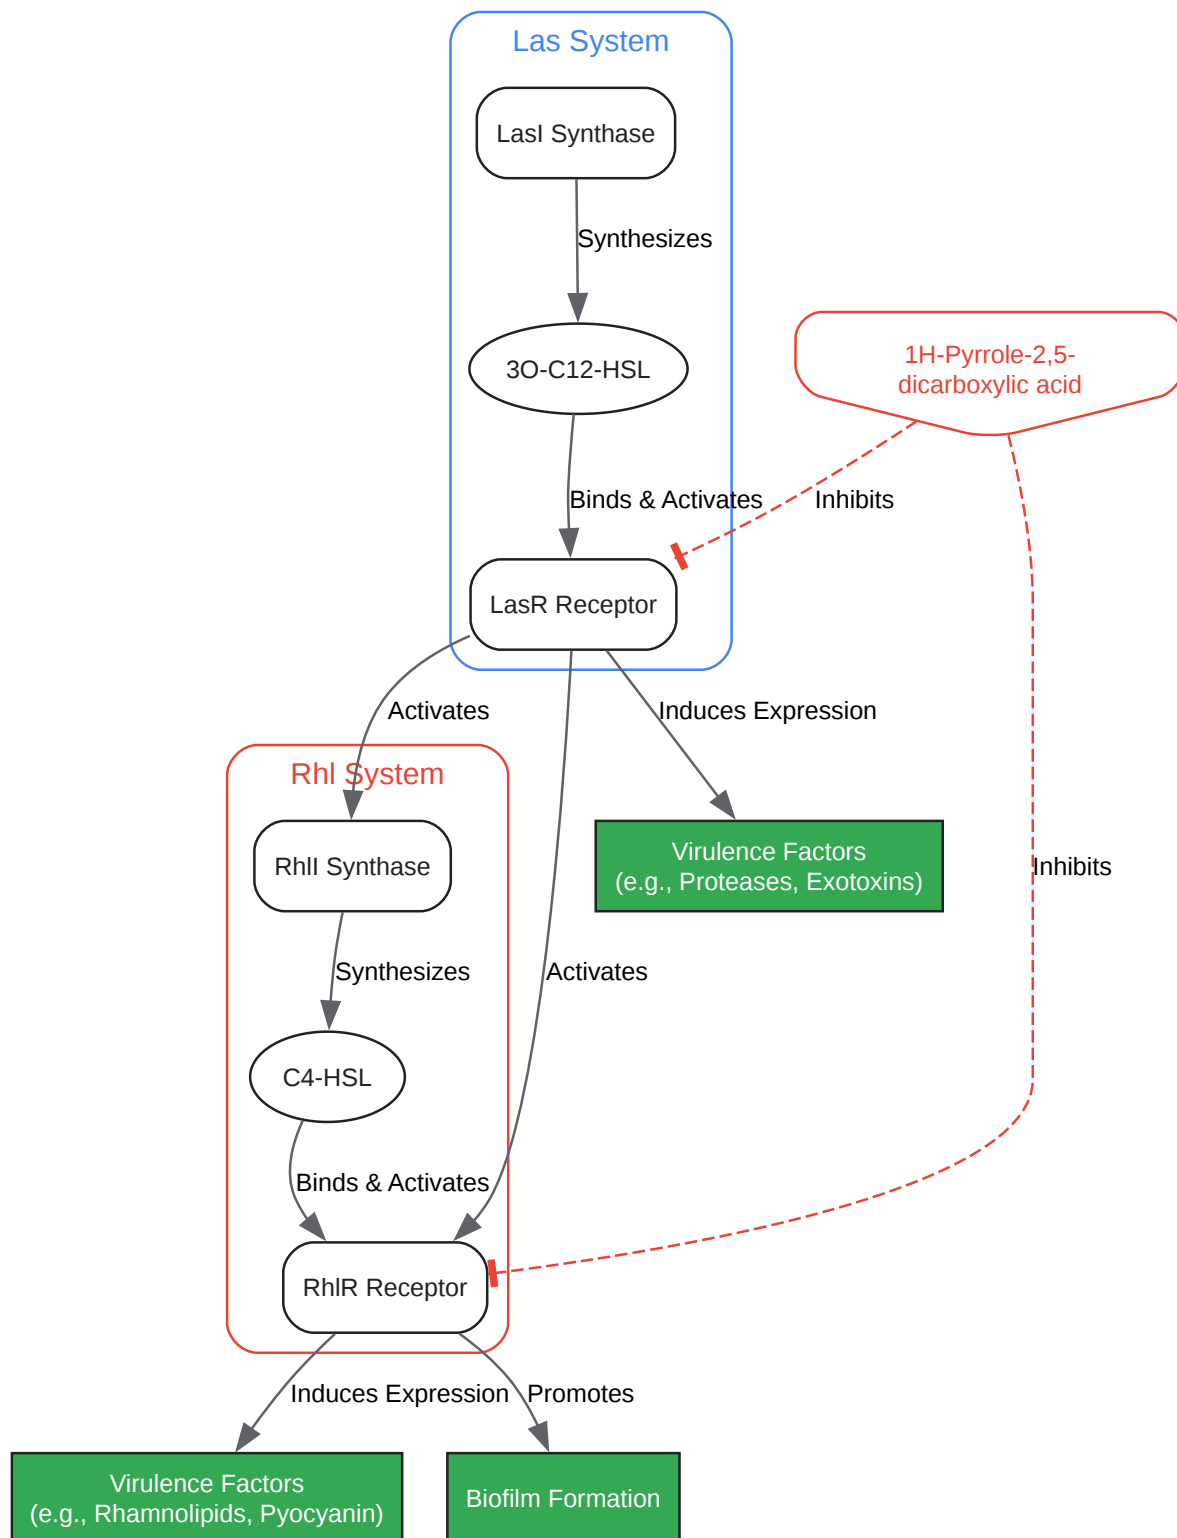 Las System
LasI Synthase
Synthesizes
3O-C12-HSL
1H-Pyrrole-2,5-
dicarboxylic acid
Binds & Activates
Inhibits
LasR Receptor
Activates
Induces Expression
Rhl System
RhlI Synthase
Virulence Factors
(e.g., Proteases, Exotoxins)
Inhibits
Synthesizes
Activates
C4-HSL
Binds & Activates
RhlR Receptor
Induces Expression
Promotes
Virulence Factors
(e.g., Rhamnolipids, Pyocyanin)
Biofilm Formation